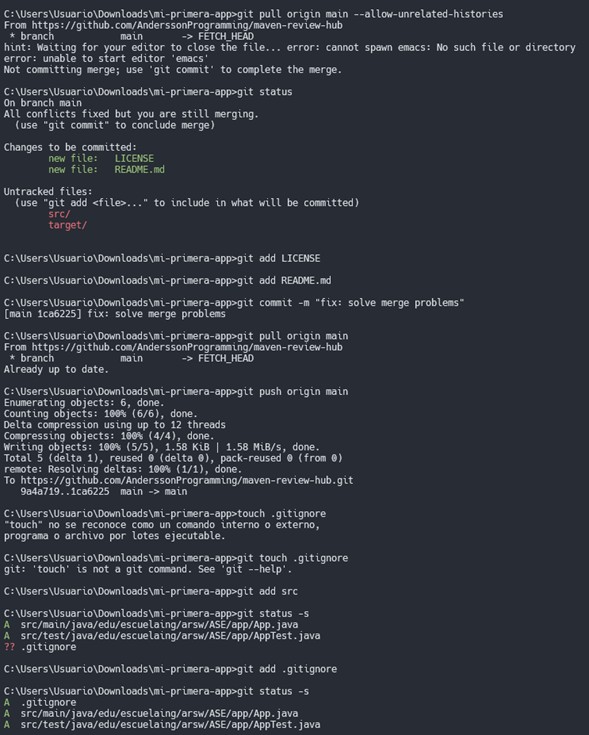 C:\Users\Usuario\Downloads\mi-primera-app>git pull origin main --allow-unrelated-histories
From https://github.com/AnderssonProgramming/maven-review-hub
 * branch            main       -> FETCH_HEAD
hint: Waiting for your editor to close the file... error: cannot spawn emacs: No such file or directory
error: unable to start editor 'emacs'
Not committing merge; use 'git commit' to complete the merge.
C:\Users\Usuario\Downloads\mi-primera-app>git status
On branch main
All conflicts fixed but you are still merging.
  (use "git commit" to conclude merge)
Changes to be committed:
        new file:   LICENSE
        new file:   README.md
Untracked files:
  (use "git add <file>..." to include in what will be committed)
        src/
        target/
C:\Users\Usuario\Downloads\mi-primera-app>git add LICENSE
C:\Users\Usuario\Downloads\mi-primera-app>git add README.md
C:\Users\Usuario\Downloads\mi-primera-app>git commit -m "fix: solve merge problems"
[main 1ca6225] fix: solve merge problems
C:\Users\Usuario\Downloads\mi-primera-app>git pull origin main
From https://github.com/AnderssonProgramming/maven-review-hub
 * branch            main       -> FETCH_HEAD
Already up to date.
C:\Users\Usuario\Downloads\mi-primera-app>git push origin main
Enumerating objects: 6, done.
Counting objects: 100% (6/6), done.
Delta compression using up to 12 threads
Compressing objects: 100% (4/4), done.
Writing objects: 100% (5/5), 1.58 KiB | 1.58 MiB/s, done.
Total 5 (delta 1), reused 0 (delta 0), pack-reused 0 (from 0)
remote: Resolving deltas: 100% (1/1), done.
To https://github.com/AnderssonProgramming/maven-review-hub.git
   9a4a719..1ca6225  main -> main
C:\Users\Usuario\Downloads\mi-primera-app>touch .gitignore
"touch" no se reconoce como un comando interno o externo,
programa o archivo por lotes ejecutable.
C:\Users\Usuario\Downloads\mi-primera-app>git touch .gitignore
git: 'touch' is not a git command. See 'git --help'.
C:\Users\Usuario\Downloads\mi-primera-app>git add src
C:\Users\Usuario\Downloads\mi-primera-app>git status -s
A  src/main/java/edu/escuelaing/arsw/ASE/app/App.java
A  src/test/java/edu/escuelaing/arsw/ASE/app/AppTest.java
?? .gitignore
C:\Users\Usuario\Downloads\mi-primera-app>git add .gitignore
C:\Users\Usuario\Downloads\mi-primera-app>git status -s
A  .gitignore
A  src/main/java/edu/escuelaing/arsw/ASE/app/App.java
A  src/test/java/edu/escuelaing/arsw/ASE/app/AppTest.java